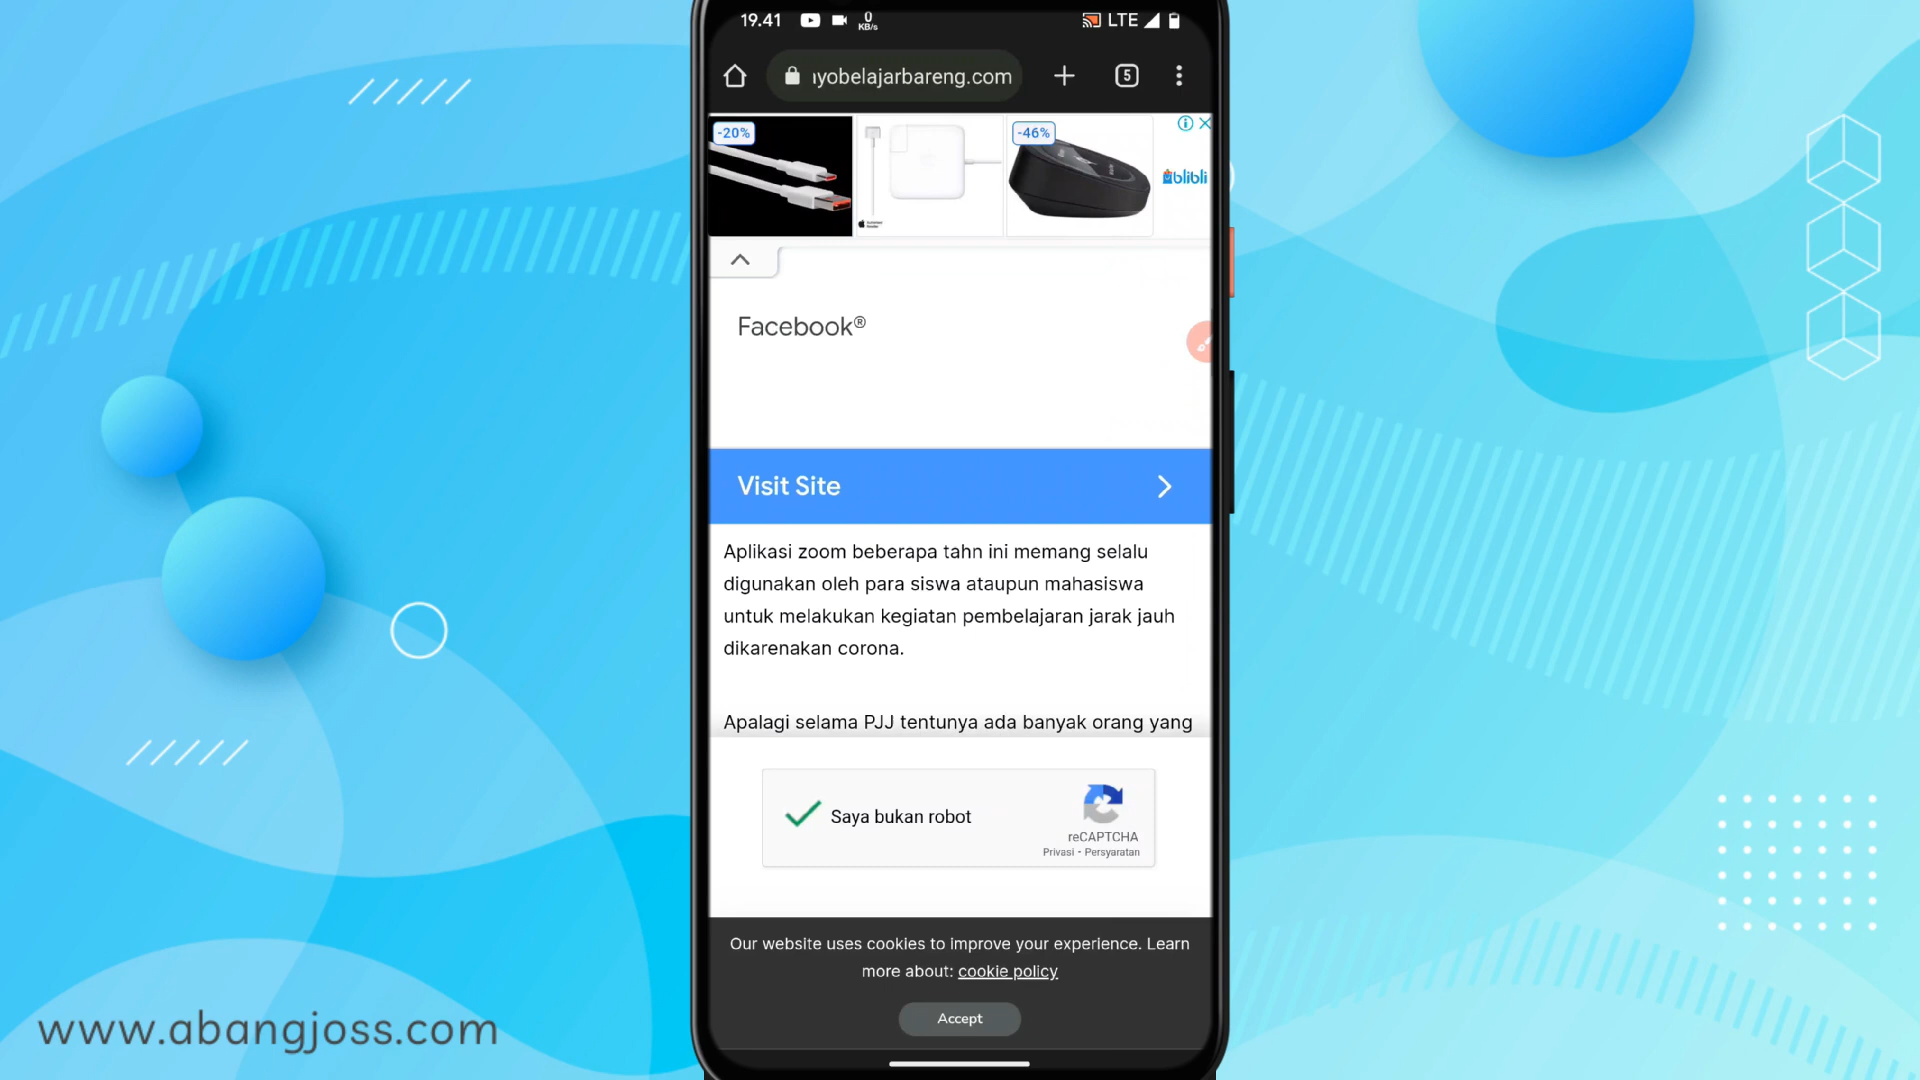 19.41 0 KB/s LTE
yobelajarbareng.com 5
-20%
-46%
blibli
Facebook®
Visit Site
Aplikasi zoom beberapa tahn ini memang selalu
digunakan oleh para siswa ataupun mahasiswa
untuk melakukan kegiatan pembelajaran jarak jauh
dikarenakan corona.
Apalagi selama PJJ tentunya ada banyak orang yang
Saya bukan robot
reCAPTCHA
Privasi - Persyaratan
Our website uses cookies to improve your experience. Learn
more about: cookie policy
Accept
www.abangjoss.com